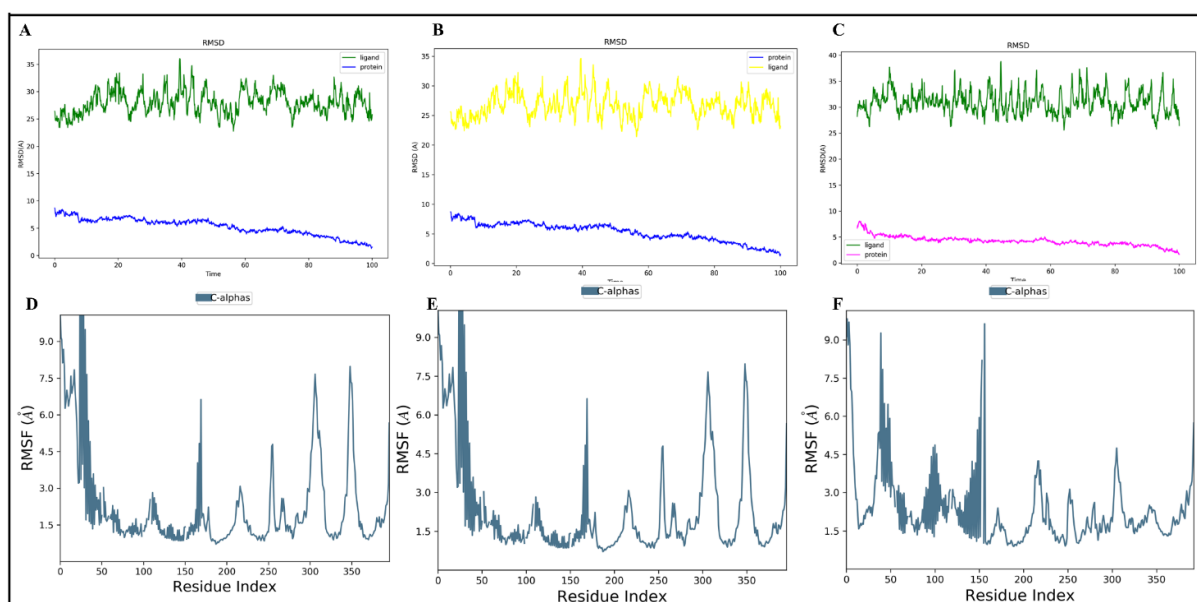 A
RMSD
ligand
protein
RMSD(A)
35
30
25
20
15
10
5
0
0 20 40 60 80 100
Time
B
RMSD
protein
ligand
RMSD (A)
35
30
25
20
15
10
5
0
0 20 40 60 80 100
C
RMSD
ligand
protein
RMSD(A)
40
35
30
25
20
15
10
5
0
0 20 40 60 80 100
Time
D
C-alphas
RMSF (Å)
9.0
7.5
6.0
4.5
3.0
1.5
0 50 100 150 200 250 300 350
Residue Index
E
C-alphas
RMSF (Å)
9.0
7.5
6.0
4.5
3.0
1.5
0 50 100 150 200 250 300 350
Residue Index
F
C-alphas
RMSF (Å)
9.0
7.5
6.0
4.5
3.0
1.5
0 50 100 150 200 250 300 350
Residue Index